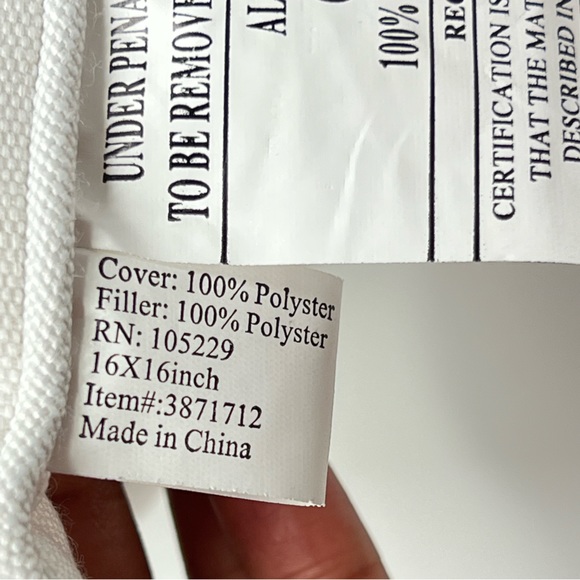 UNDER PENA
TO BE REMOVE
AL
100%
REC
CERTIFICATION IS
THAT THE MAT
DESCRIBED IN
Cover: 100% Polyster
Filler: 100% Polyster
RN: 105229
16X16inch
Item#:3871712
Made in China